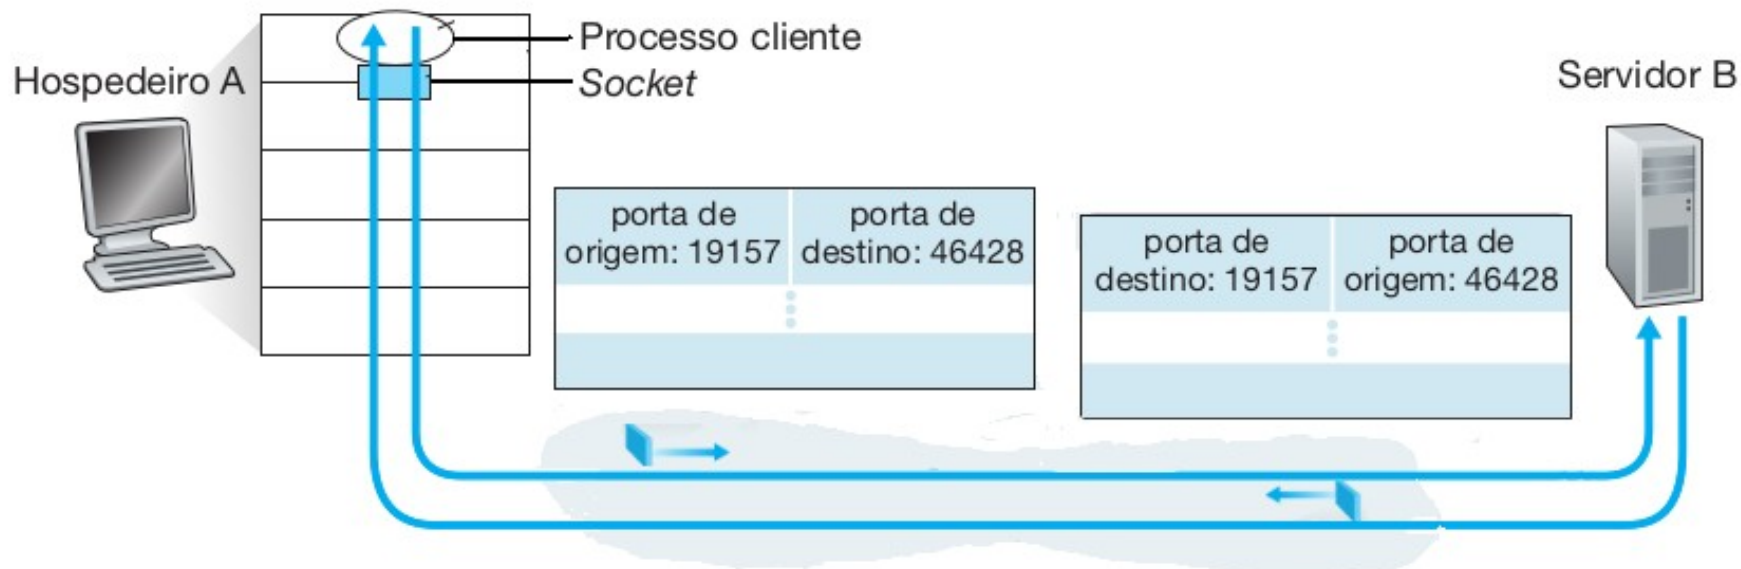 Processo cliente
Hospedeiro A
Socket
Servidor B
porta de
origem: 19157
porta de
destino: 46428
porta de
destino: 19157
porta de
origem: 46428